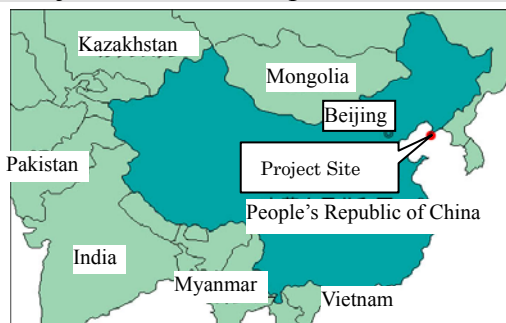 Kazakhstan
Mongolia
Beijing
Pakistan
Project Site
People's Republic of China
India
Myanmar
Vietnam